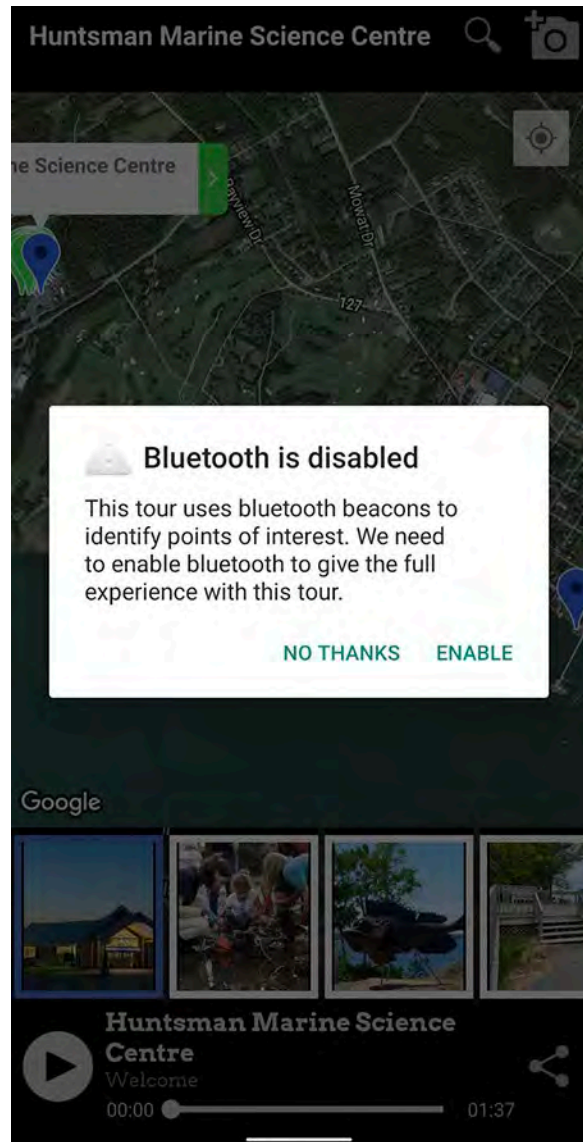 Huntsman Marine Science Centre
ne Science Centre
Bayview Dr
Mowat Dr
127
Bluetooth is disabled
This tour uses bluetooth beacons to
identify points of interest. We need
to enable bluetooth to give the full
experience with this tour.
NO THANKS ENABLE
Google
Huntsman Marine Science
Centre
Welcome
00:00 01:37